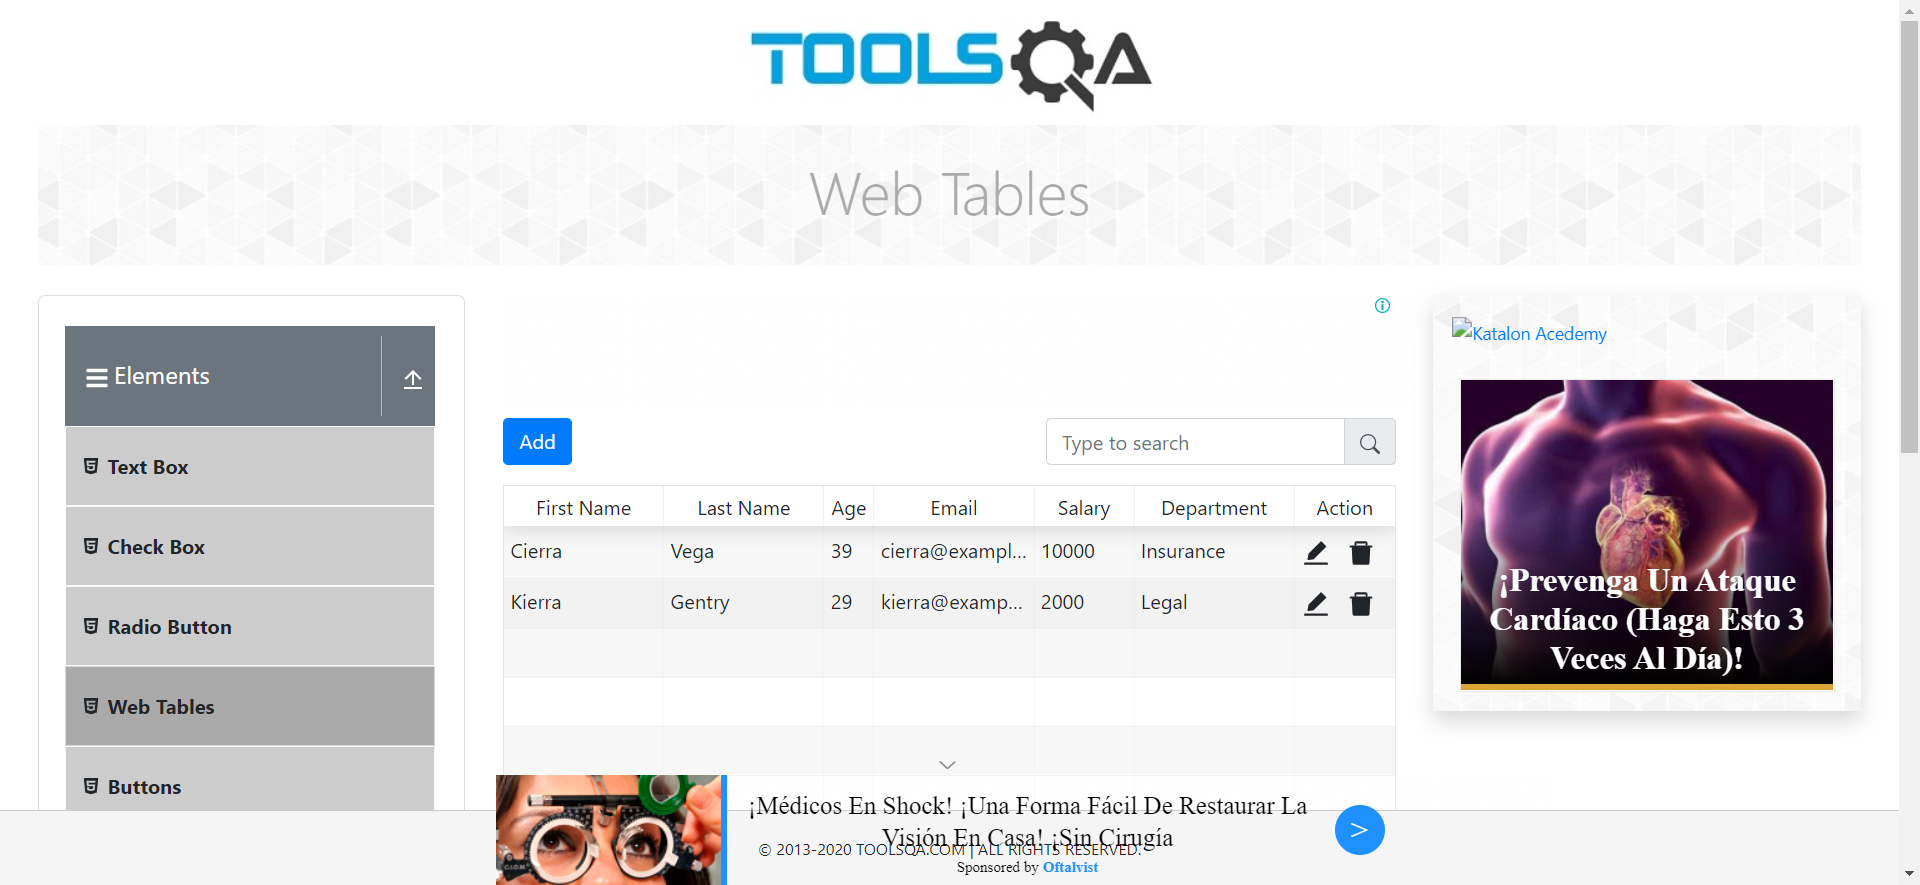 TOOLSQA
Web Tables
Elements
Text Box
Check Box
Radio Button
Web Tables
Buttons
Add
Type to search
First Name Last Name Age Email Salary Department Action
Cierra Vega 39 cierra@exampl... 10000 Insurance
Kierra Gentry 29 kierra@examp... 2000 Legal
Katalon Acedemy
¡Prevenga Un Ataque
Cardíaco (Haga Esto 3
Veces Al Día)!
¡Médicos En Shock! ¡Una Forma Fácil De Restaurar La
Visión En Casa! ¡Sin Cirugía
© 2013-2020 TOOLSQA.COM | ALL RIGHTS RESERVED.
Sponsored by Oftalvist